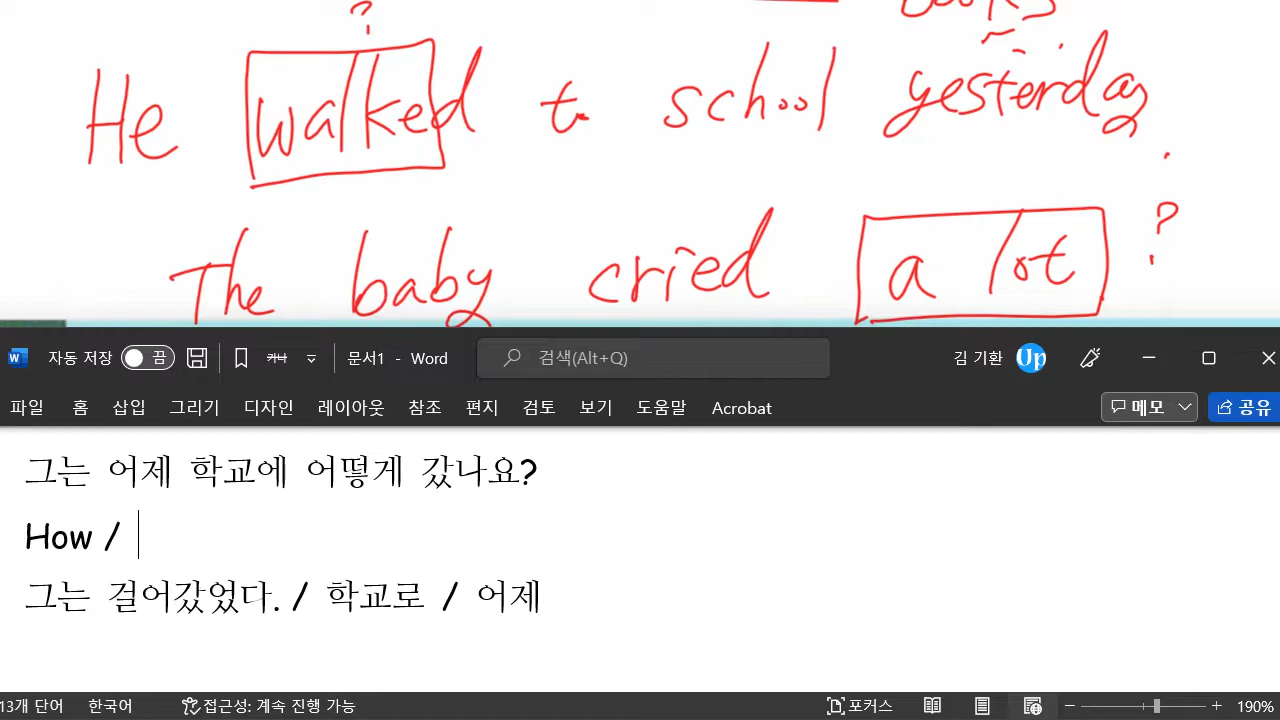 ?
books
He walked to school yesterday.
The baby cried a lot ?
자동 저장 끔 가나 문서1 - Word 검색(Alt+Q) 김 기환 Up
파일 홈 삽입 그리기 디자인 레이아웃 참조 편지 검토 보기 도움말 Acrobat 메모 공유
그는 어제 학교에 어떻게 갔나요?
How /
그는 걸어갔었다. / 학교로 / 어제
13개 단어 한국어 접근성: 계속 진행 가능 포커스 190%